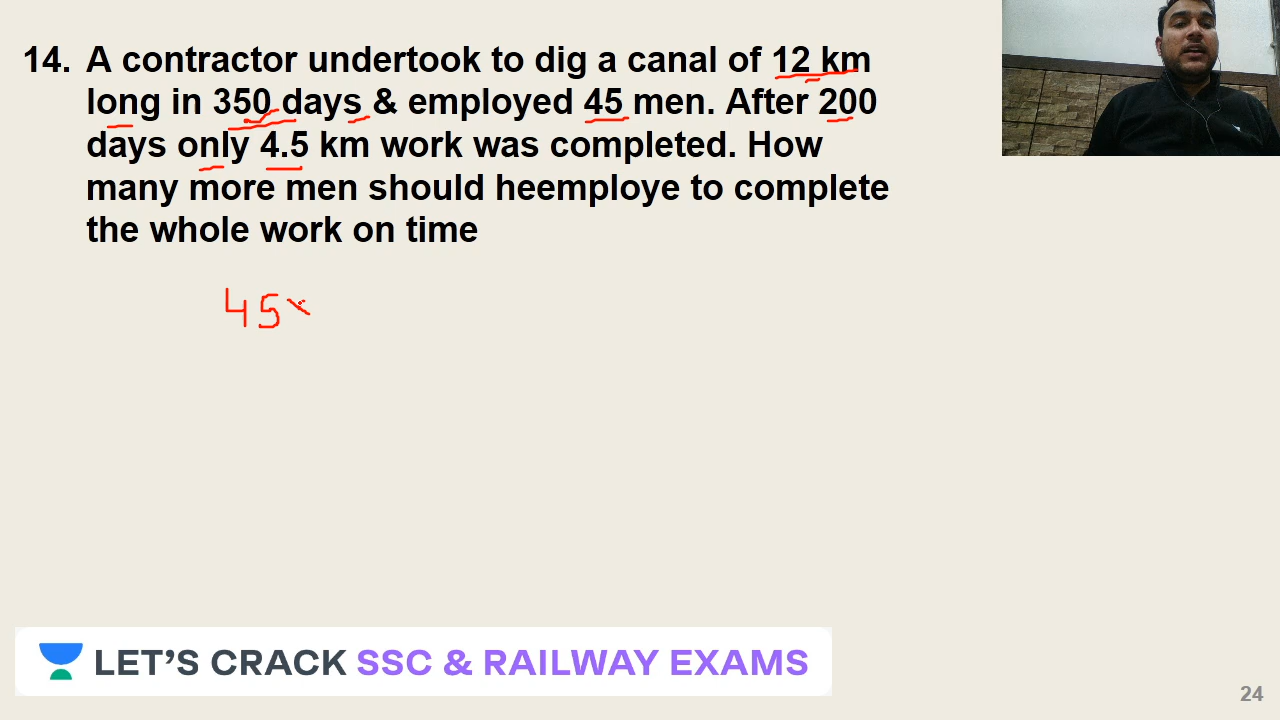 14. A contractor undertook to dig a canal of 12 km
long in 350 days & employed 45 men. After 200
days only 4.5 km work was completed. How
many more men should heemploye to complete
the whole work on time
45×
LET'S CRACK SSC & RAILWAY EXAMS
24